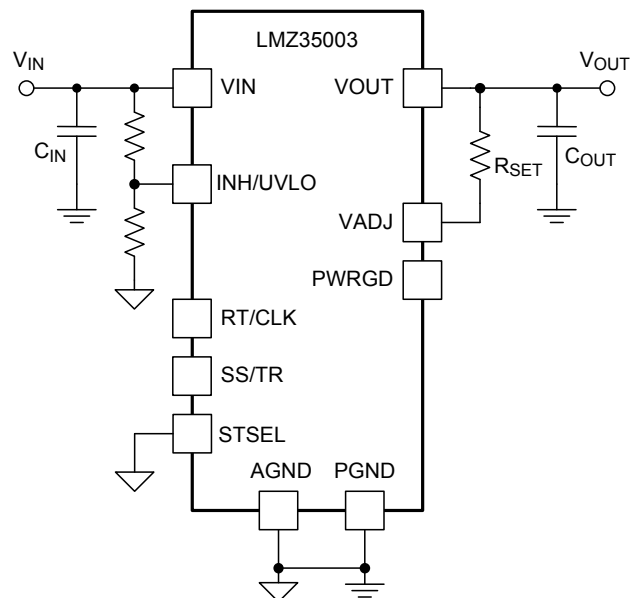 LMZ35003
VIN
VOUT
VIN
VOUT
CIN
INH/UVLO
RSET
COUT
VADJ
PWRGD
RT/CLK
SS/TR
STSEL
AGND
PGND